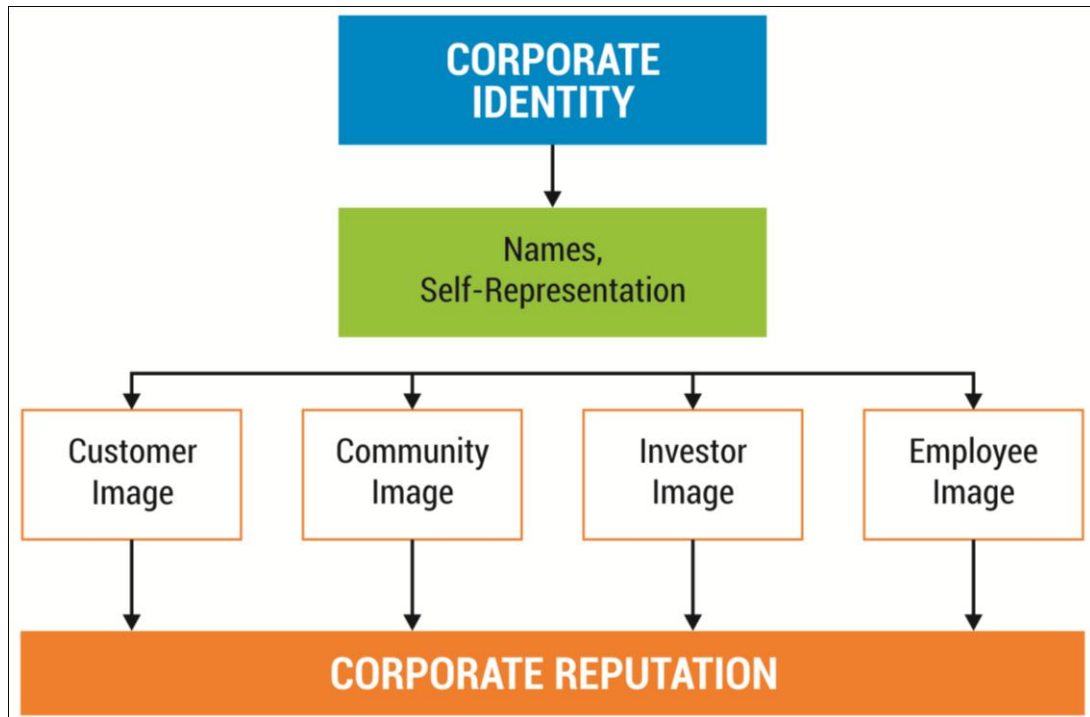 CORPORATE
IDENTITY
Names,
Self-Representation
Customer
Image
Community
Image
Investor
Image
Employee
Image
CORPORATE REPUTATION